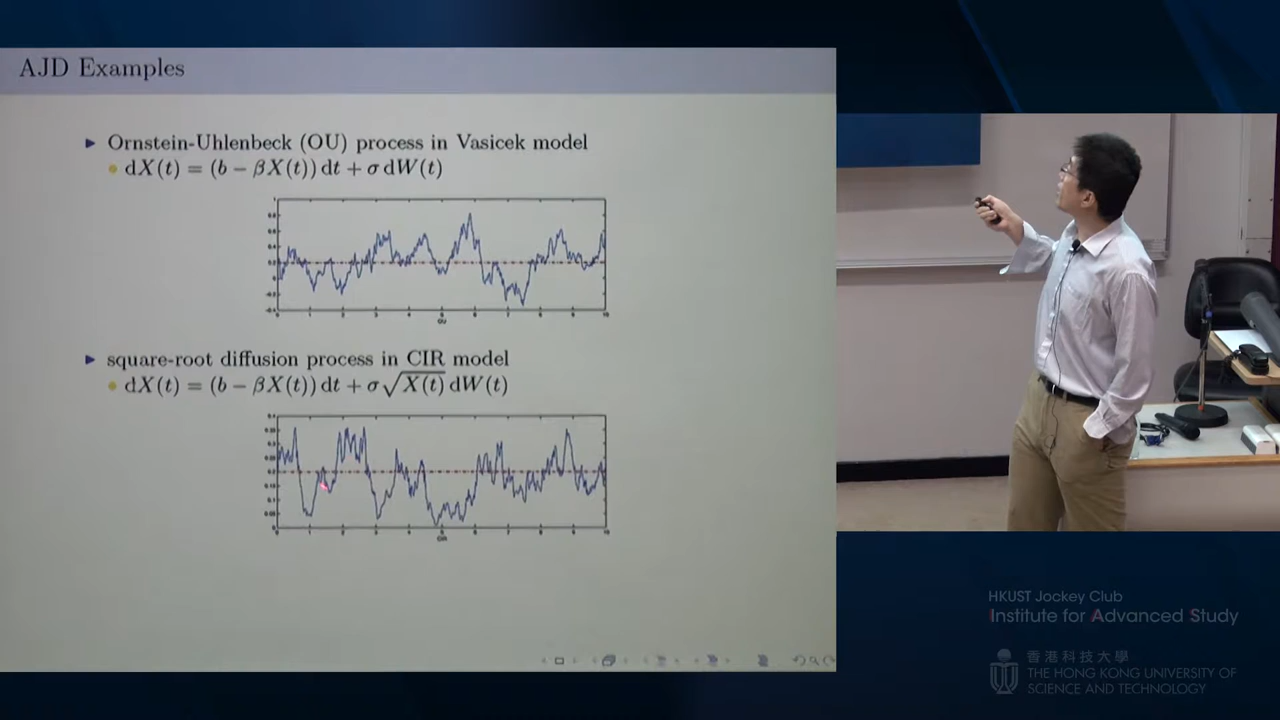 AJD Examples
Ornstein-Uhlenbeck (OU) process in Vasicek model
dX(t) = (b − βX(t)) dt + σ dW(t)
OU
square-root diffusion process in CIR model
dX(t) = (b − βX(t)) dt + σ√X(t) dW(t)
CIR
HKUST Jockey Club
Institute for Advanced Study
香港科技大學
THE HONG KONG UNIVERSITY OF
SCIENCE AND TECHNOLOGY